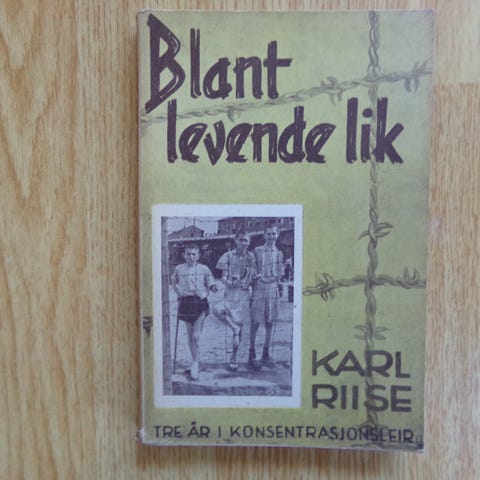 Blant
levende lik
KARL
RIISE
TRE ÅR I KONSENTRASJONSLEIR